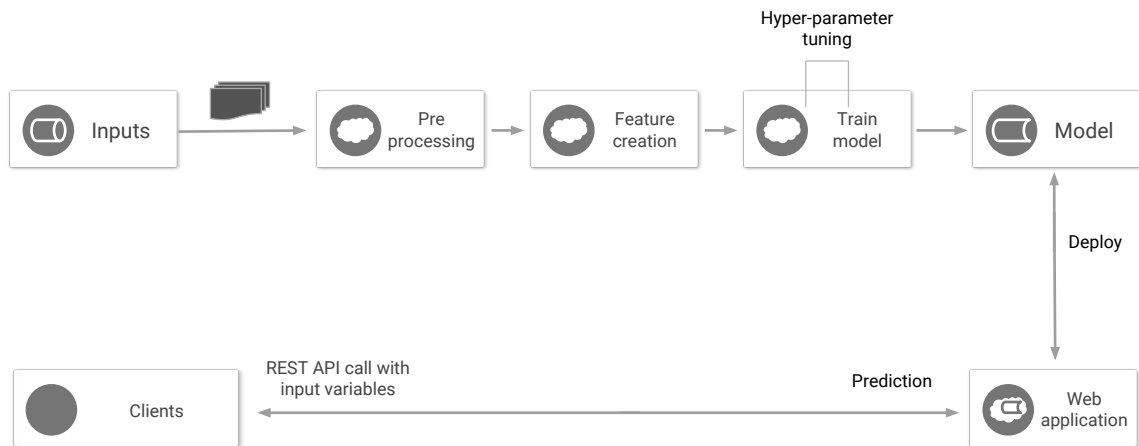 Hyper-parameter
tuning
Inputs
Pre
processing
Feature
creation
Train
model
Model
Deploy
REST API call with
input variables
Prediction
Clients
Web
application